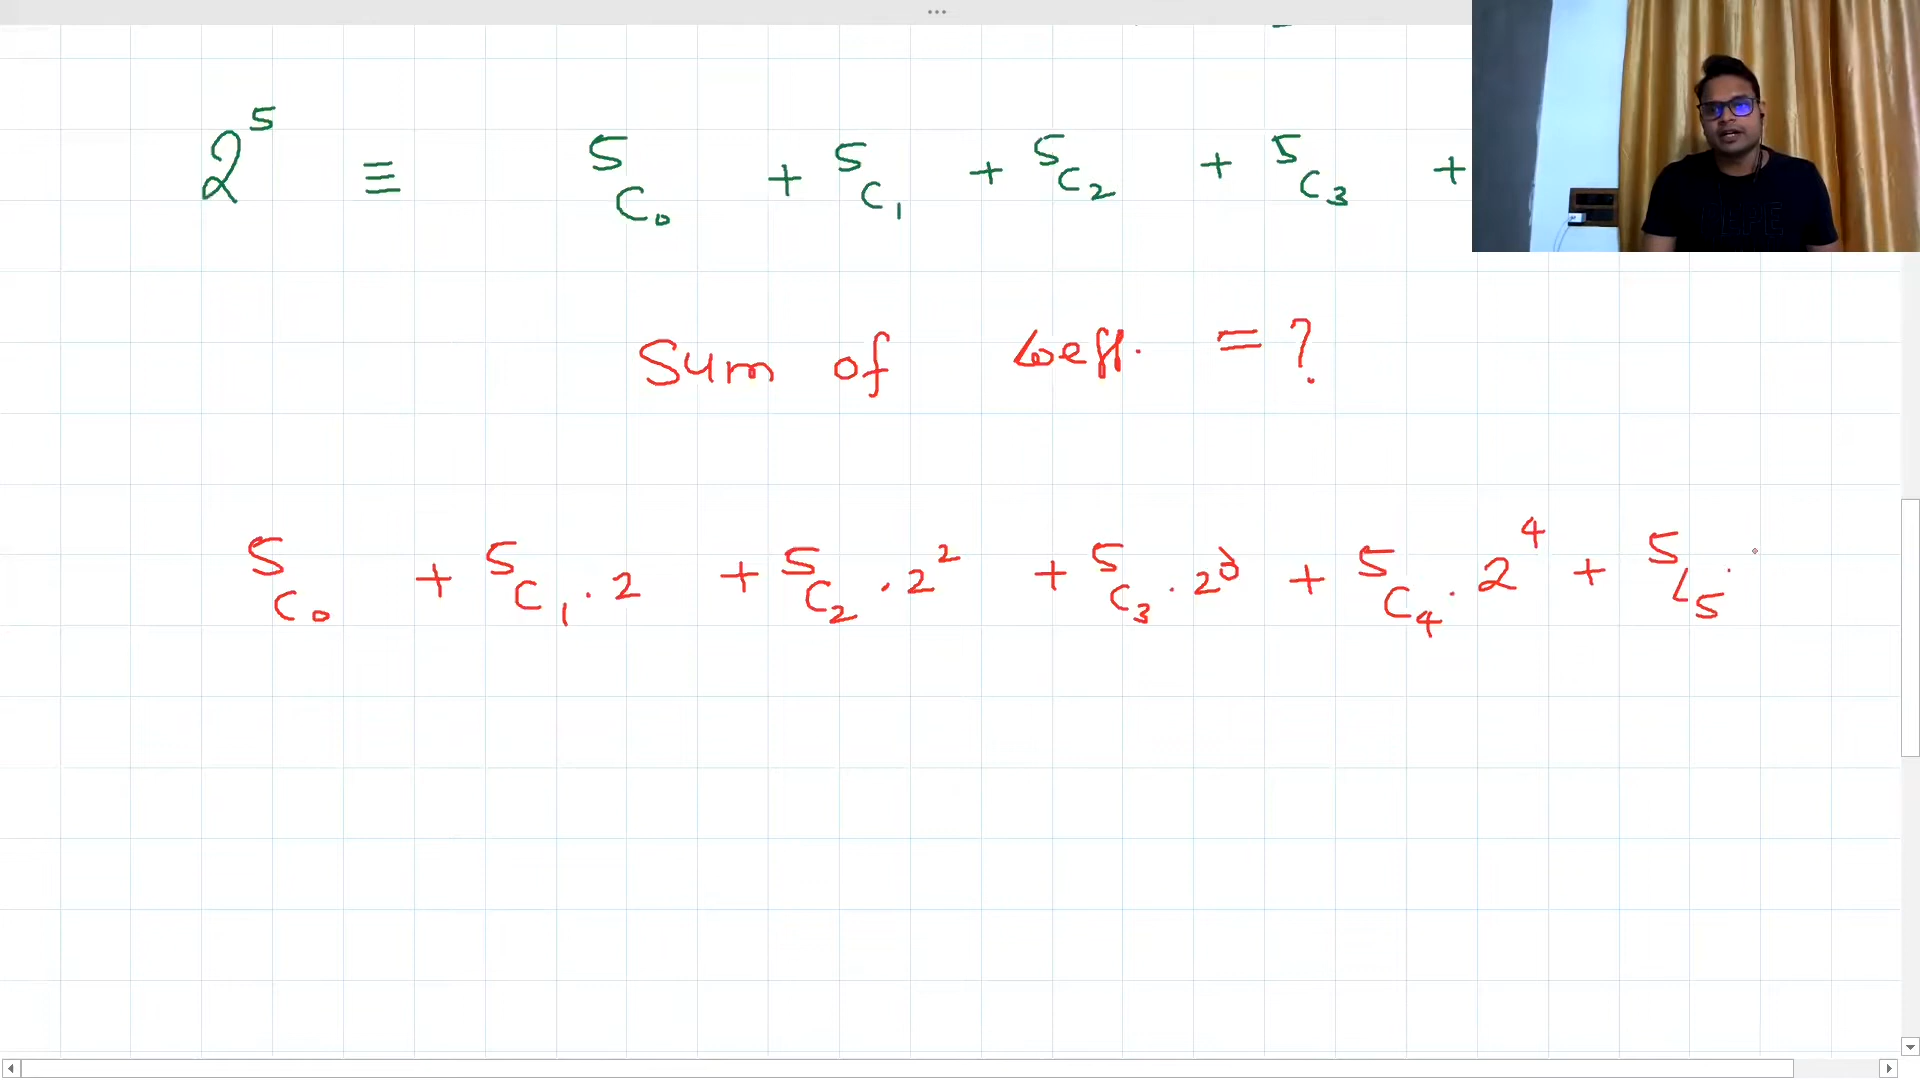 2^5 ≡ 5C₀ + 5C₁ + 5C₂ + 5C₃ +
Sum of Coeff. = ?
5C₀ + 5C₁ . 2 + 5C₂ . 2^2 + 5C₃ . 2^3 + 5C₄ . 2^4 + 5C₅ .